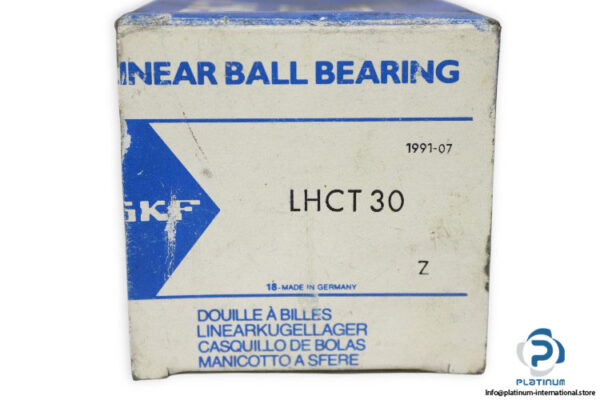 INEAR BALL BEARING
1991-07
SKF
LHCT 30
Z
18-MADE IN GERMANY
DOUILLE À BILLES
LINEARKUGELLAGER
CASQUILLO DE BOLAS
MANICOTTO A SFERE
PLATINUM
Info@platinum-international.store